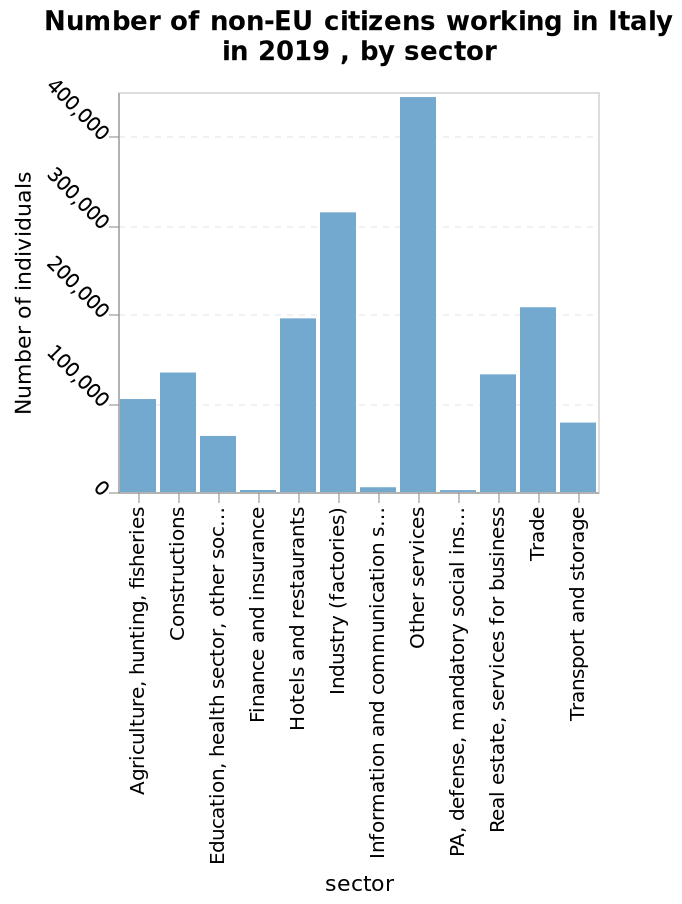 Number of non-EU citizens working in Italy
in 2019 , by sector
Number of individuals
400,000
300,000
200,000
100,000
0
Agriculture, hunting, fisheries
Constructions
Education, health sector, other soc...
Finance and insurance
Hotels and restaurants
Industry (factories)
Information and communication s...
Other services
PA, defense, mandatory social ins...
Real estate, services for business
Trade
Transport and storage
sector